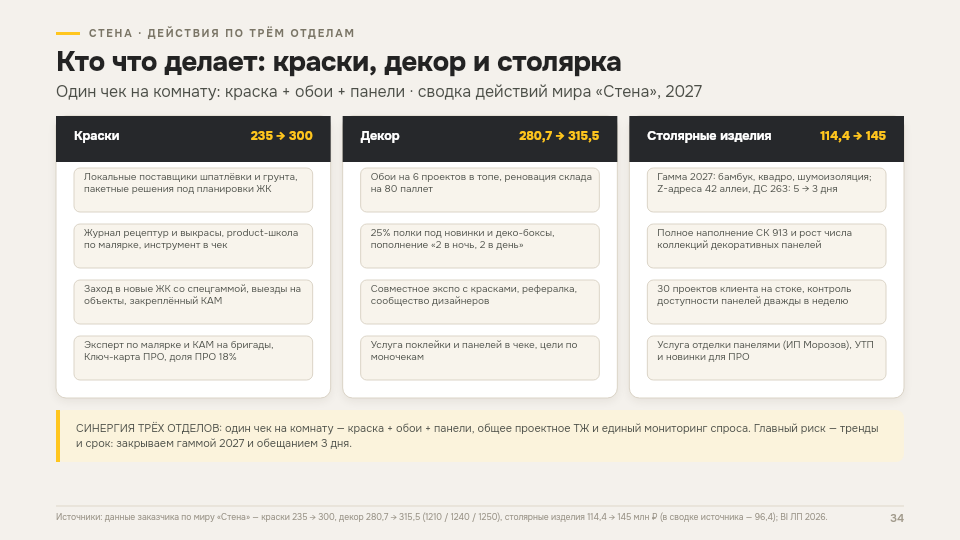 СТЕНА · ДЕЙСТВИЯ ПО ТРЁМ ОТДЕЛАМ
Кто что делает: краски, декор и столярка
Один чек на комнату: краска + обои + панели · сводка действий мира «Стена», 2027
Краски
235 → 300
Локальные поставщики шпатлёвки и грунта,
пакетные решения под планировки ЖК
Журнал рецептур и выкрасы, product-школа
по малярке, инструмент в чек
Заход в новые ЖК со спецгаммой, выезды на
объекты, закреплённый КАМ
Эксперт по малярке и КАМ на бригады,
Ключ-карта ПРО, доля ПРО 18%
Декор
280,7 → 315,5
Обои на 6 проектов в топе, реновация склада
на 80 паллет
25% полки под новинки и деко-боксы,
пополнение «2 в ночь, 2 в день»
Совместное экспо с красками, рефералка,
сообщество дизайнеров
Услуга поклейки и панелей в чеке, цели по
моночекам
Столярные изделия
114,4 → 145
Гамма 2027: бамбук, квадро, шумоизоляция;
Z-адреса 42 аллеи, ДС 263: 5 → 3 дня
Полное наполнение СК 913 и рост числа
коллекций декоративных панелей
30 проектов клиента на стоке, контроль
доступности панелей дважды в неделю
Услуга отделки панелями (ИП Морозов), УТП
и новинки для ПРО
СИНЕРГИЯ ТРЁХ ОТДЕЛОВ: один чек на комнату — краска + обои + панели, общее проектное ТЖ и единый мониторинг спроса. Главный риск — тренды
и срок: закрываем гаммой 2027 и обещанием 3 дня.
Источники: данные заказчика по миру «Стена» — краски 235 → 300, декор 280,7 → 315,5 (1210 / 1240 / 1250), столярные изделия 114,4 → 145 млн ₽ (в сводке источника — 96,4); BI ЛП 2026.
34